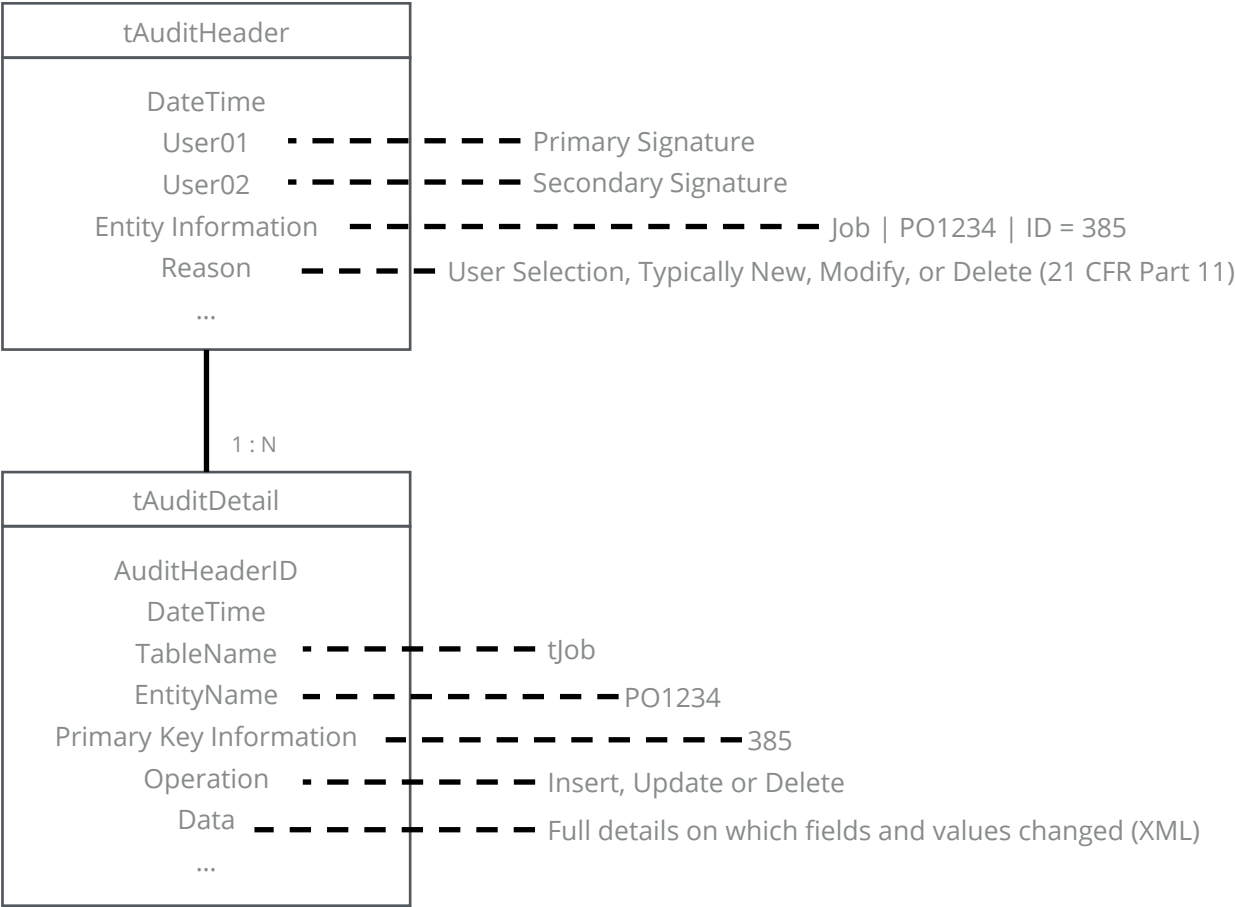 tAuditHeader
DateTime
User01 Primary Signature
User02 Secondary Signature
Entity Information Job | PO1234 | ID = 385
Reason User Selection, Typically New, Modify, or Delete (21 CFR Part 11)
...
1 : N
tAuditDetail
AuditHeaderID
DateTime
TableName tJob
EntityName PO1234
Primary Key Information 385
Operation Insert, Update or Delete
Data Full details on which fields and values changed (XML)
...